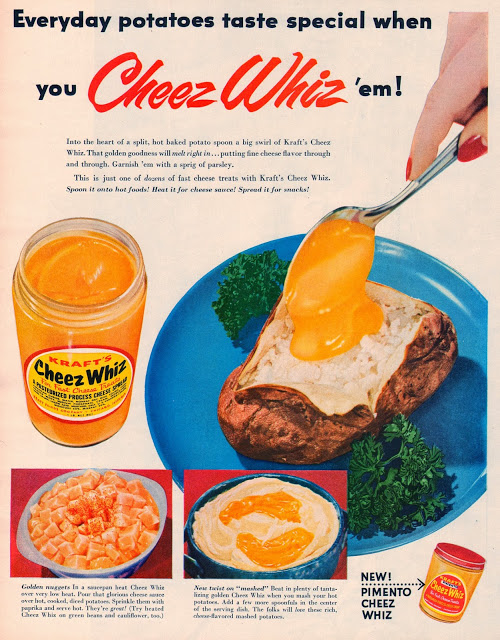 Everyday potatoes taste special when
you Cheez Whiz 'em!
Into the heart of a split, hot baked potato spoon a big swirl of Kraft's Cheez
Whiz. That golden goodness will melt right in...putting fine cheese flavor through
and through. Garnish 'em with a sprig of parsley.
This is just one of dozens of fast cheese treats with Kraft's Cheez Whiz.
Spoon it onto hot foods! Heat it for cheese sauce! Spread it for snacks!
KRAFT'S
Cheez Whiz
For Fast Cheese Treats
A PASTEURIZED PROCESS CHEESE SPREAD
Golden nuggets In a saucepan heat Cheez Whiz
over very low heat. Pour that glorious cheese sauce
over hot, cooked, diced potatoes. Sprinkle them with
paprika and serve hot. They're great! (Try heated
Cheez Whiz on green beans and cauliflower, too.)
New twist on "mashed" Beat in plenty of tanta-
lizing golden Cheez Whiz when you mash your hot
potatoes. Add a few more spoonfuls in the center
of the serving dish. The folks will love these rich,
cheese-flavored mashed potatoes.
NEW!
PIMENTO
CHEEZ
WHIZ
KRAFT'S
Cheez Whiz